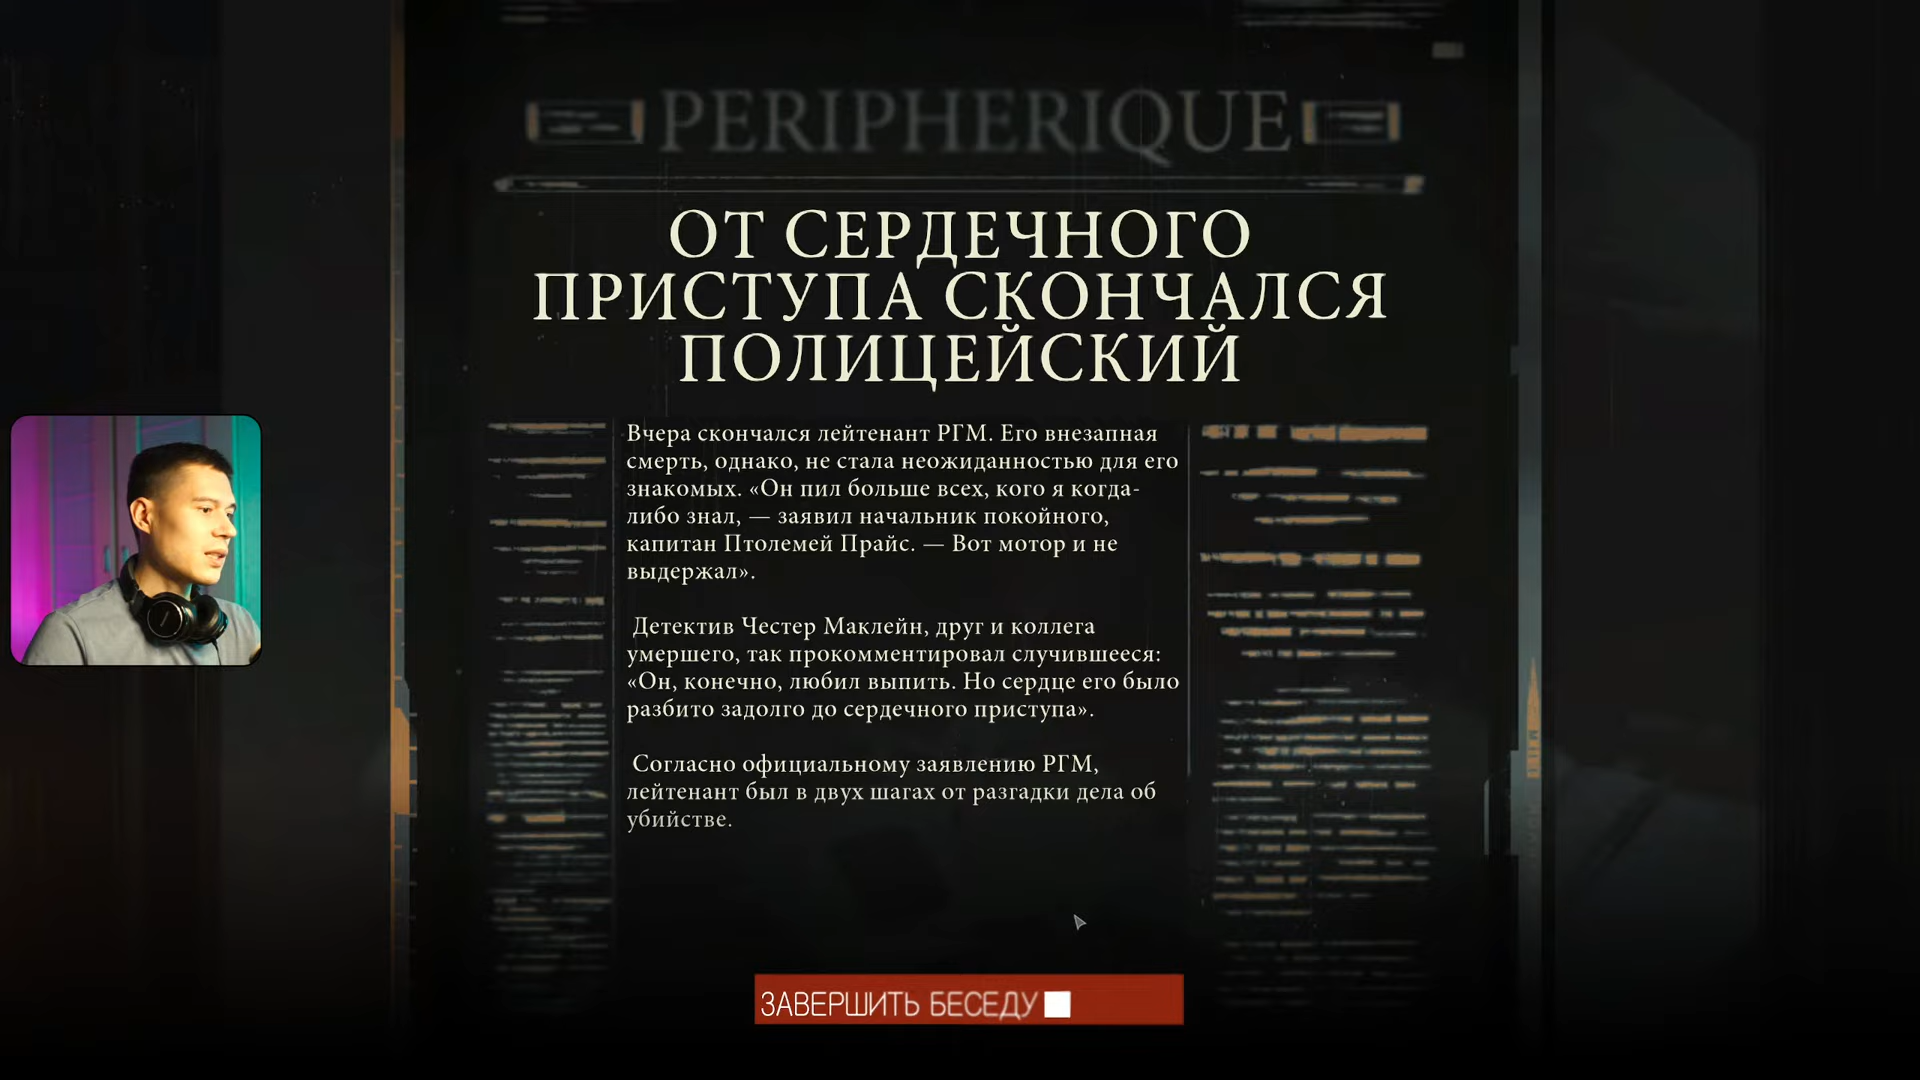 PERIPHERIQUE
ОТ СЕРДЕЧНОГО
ПРИСТУПА СКОНЧАЛСЯ
ПОЛИЦЕЙСКИЙ
Вчера скончался лейтенант РГМ. Его внезапная
смерть, однако, не стала неожиданностью для его
знакомых. «Он пил больше всех, кого я когда-
либо знал, — заявил начальник покойного,
капитан Птолемей Прайс. — Вот мотор и не
выдержал».
Детектив Честер Маклейн, друг и коллега
умершего, так прокомментировал случившееся:
«Он, конечно, любил выпить. Но сердце его было
разбито задолго до сердечного приступа».
Согласно официальному заявлению РГМ,
лейтенант был в двух шагах от разгадки дела об
убийстве.
ЗАВЕРШИТЬ БЕСЕДУ